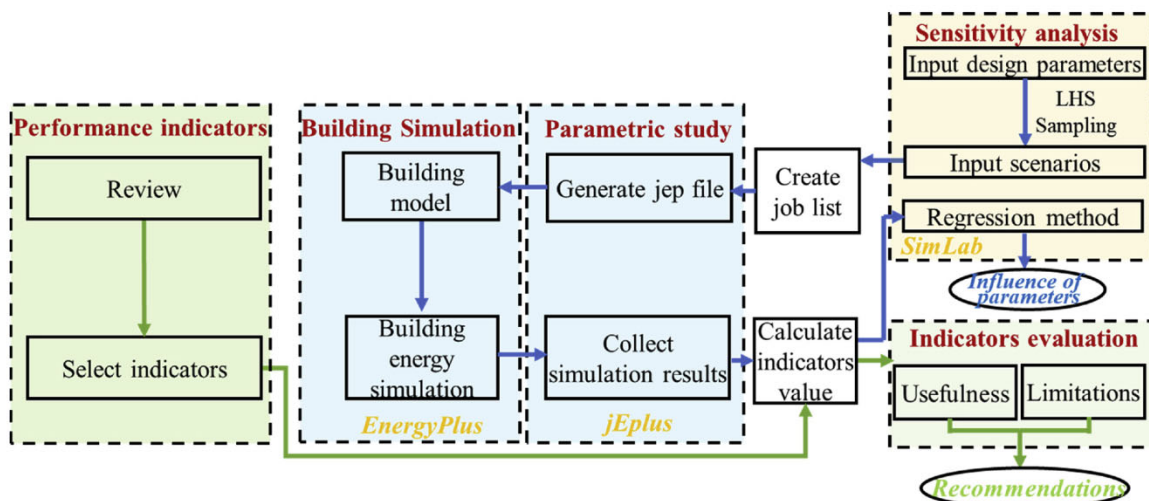 Performance indicators
Review
Select indicators
Building Simulation
Building
model
Building
energy
simulation
EnergyPlus
Parametric study
Generate jep file
Collect
simulation results
jEplus
Create
job list
Calculate
indicators
value
Sensitivity analysis
Input design parameters
LHS
Sampling
Input scenarios
Regression method
SimLab
Influence of
parameters
Indicators evaluation
Usefulness
Limitations
Recommendations